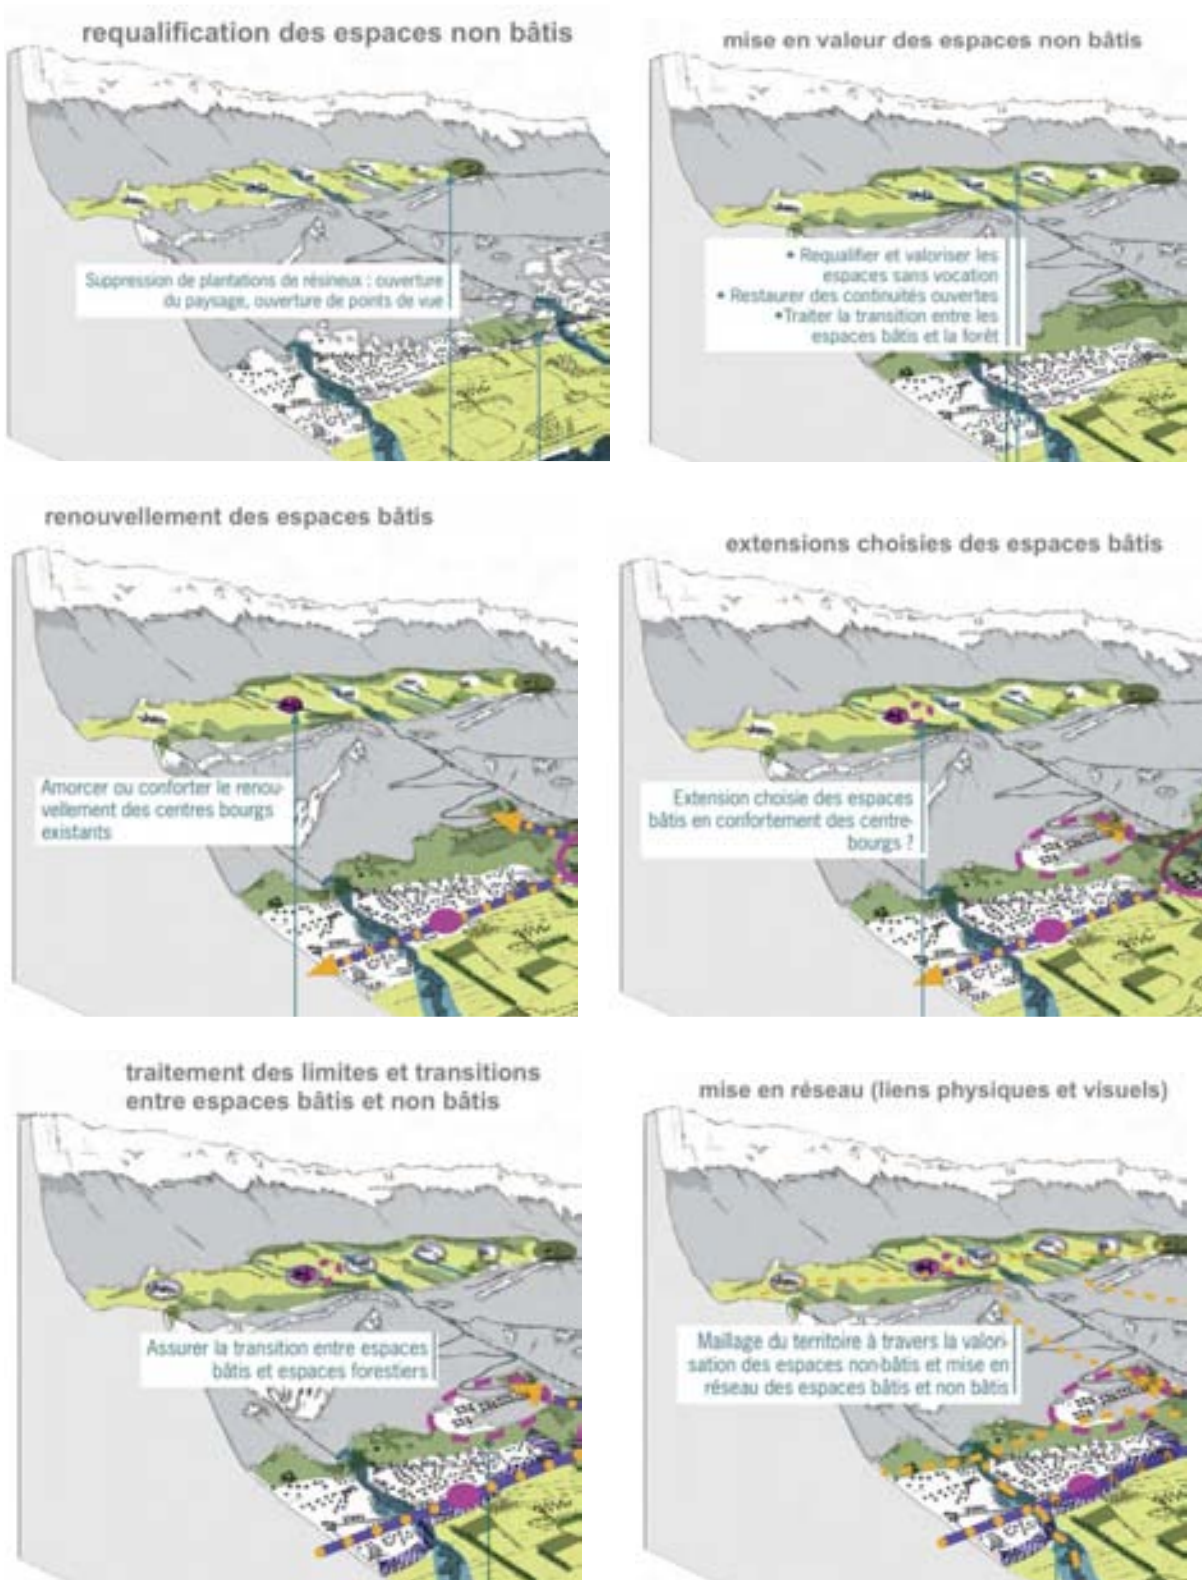 requalification des espaces non bâtis
Suppression de plantations de résineux : ouverture
du paysage, ouverture de points de vue
mise en valeur des espaces non bâtis
• Requalifier et valoriser les
espaces sans vocation
• Restaurer des continuités ouvertes
•Traiter la transition entre les
espaces bâtis et la forêt
renouvellement des espaces bâtis
Amorcer ou conforter le renou-
vellement des centres bourgs
existants
extensions choisies des espaces bâtis
Extension choisie des espaces
bâtis en confortement des centre-
bourgs ?
traitement des limites et transitions
entre espaces bâtis et non bâtis
Assurer la transition entre espaces
bâtis et espaces forestiers
mise en réseau (liens physiques et visuels)
Maillage du territoire à travers la valori-
sation des espaces non-bâtis et mise en
réseau des espaces bâtis et non bâtis